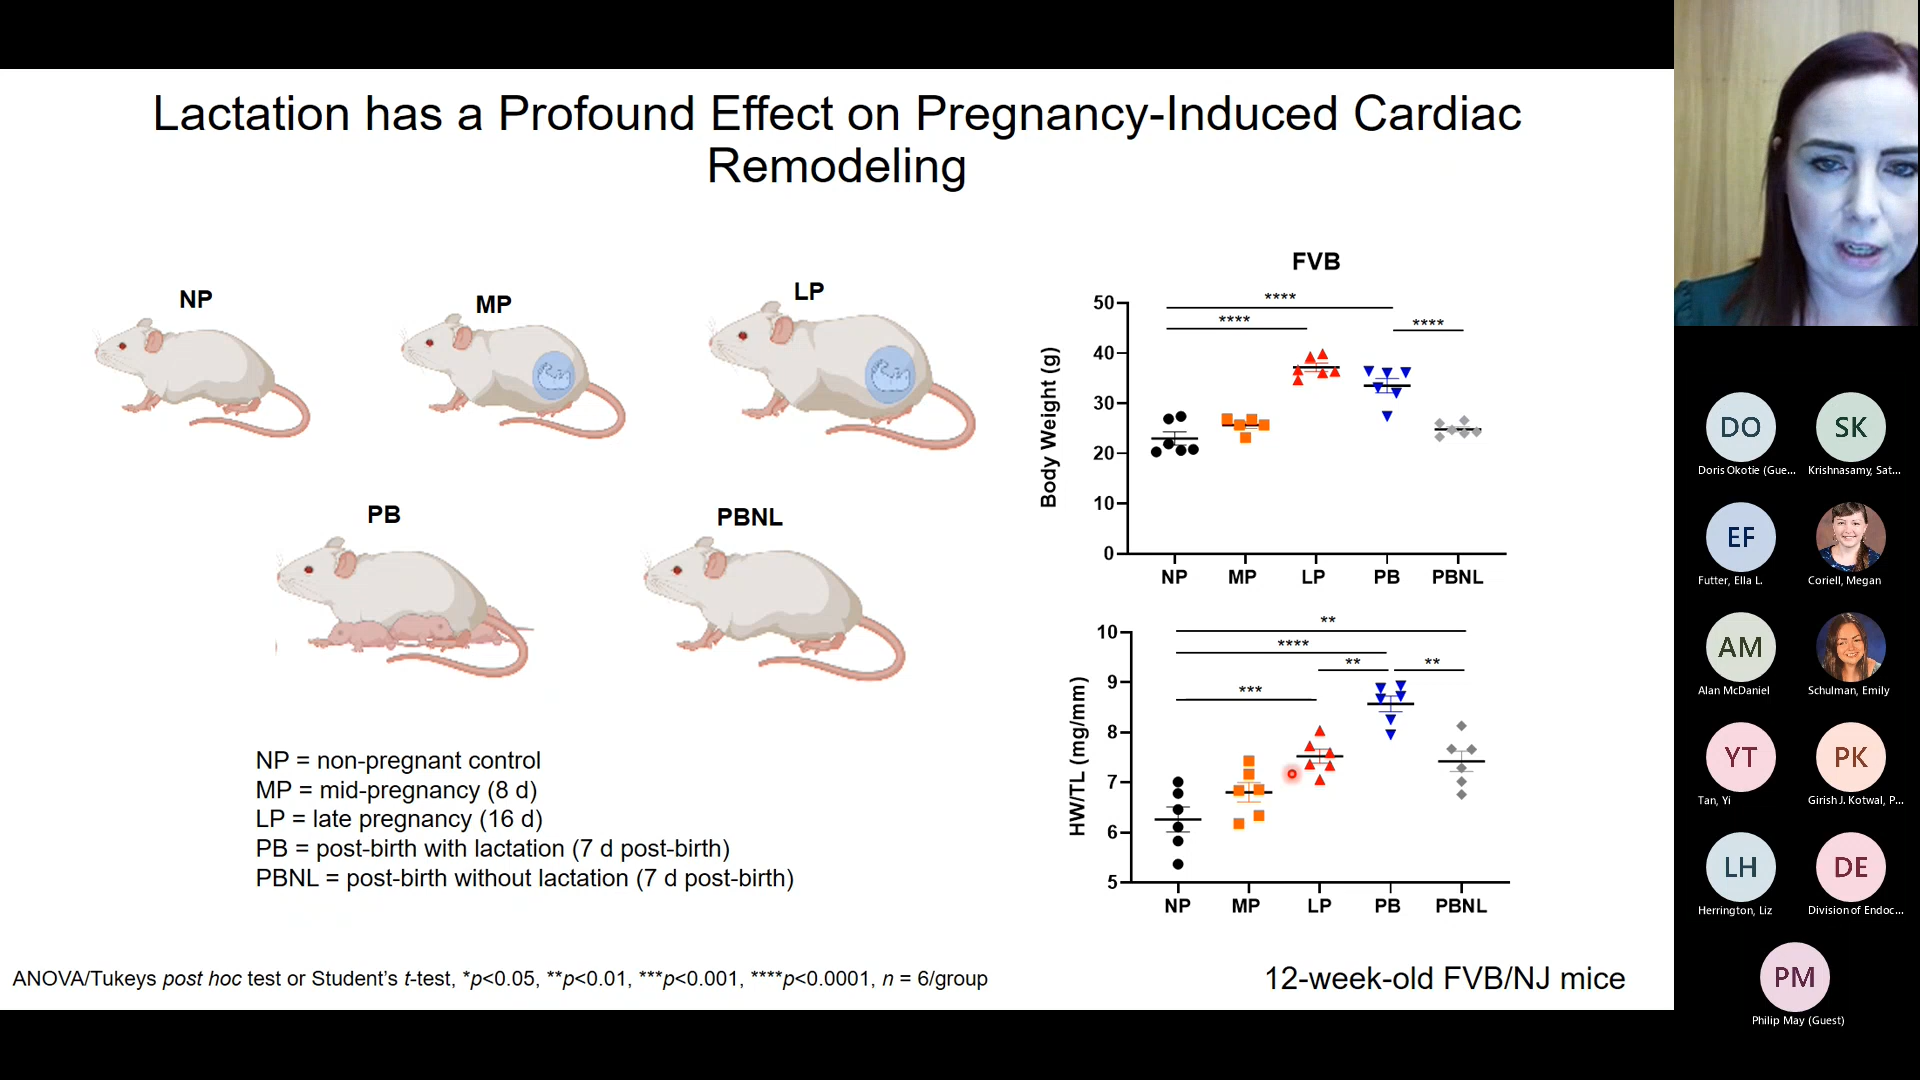 Lactation has a Profound Effect on Pregnancy-Induced Cardiac
Remodeling
NP
MP
LP
PB
PBNL
NP = non-pregnant control
MP = mid-pregnancy (8 d)
LP = late pregnancy (16 d)
PB = post-birth with lactation (7 d post-birth)
PBNL = post-birth without lactation (7 d post-birth)
FVB
Body Weight (g)
50
40
30
20
10
0
****
****
****
NP MP LP PB PBNL
HW/TL (mg/mm)
10
9
8
7
6
5
**
****
** **
***
NP MP LP PB PBNL
ANOVA/Tukeys post hoc test or Student's t-test, *p<0.05, **p<0.01, ***p<0.001, ****p<0.0001, n = 6/group
12-week-old FVB/NJ mice
DO SK
Doris Okotie (Gue... Krishnasamy, Sat...
EF
Futter, Ella L. Coriell, Megan
AM
Alan McDaniel Schulman, Emily
YT PK
Tan, Yi Girish J. Kotwal, P...
LH DE
Herrington, Liz Division of Endoc...
PM
Philip May (Guest)